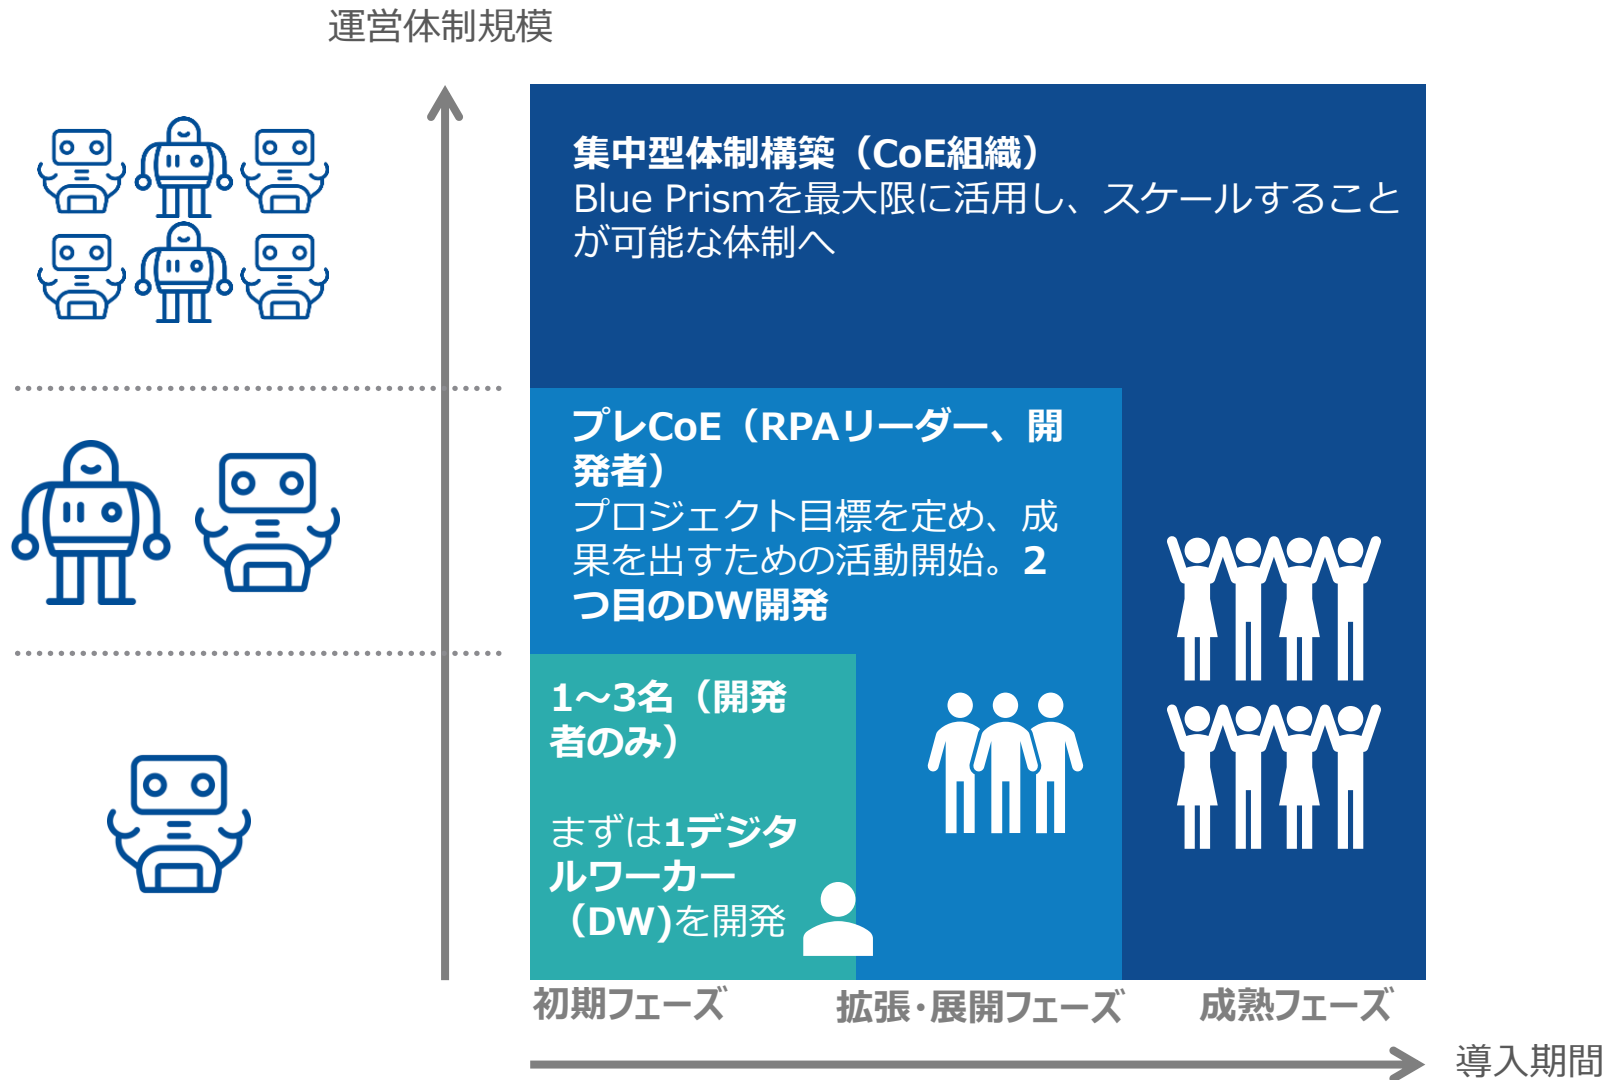 運営体制規模
集中型体制構築（CoE組織）
Blue Prismを最大限に活用し、スケールすること
が可能な体制へ
プレCoE（RPAリーダー、開
発者）
プロジェクト目標を定め、成
果を出すための活動開始。2
つ目のDW開発
1～3名（開発
者のみ）
まずは1デジタ
ルワーカー
（DW)を開発
初期フェーズ
拡張・展開フェーズ
成熟フェーズ
導入期間